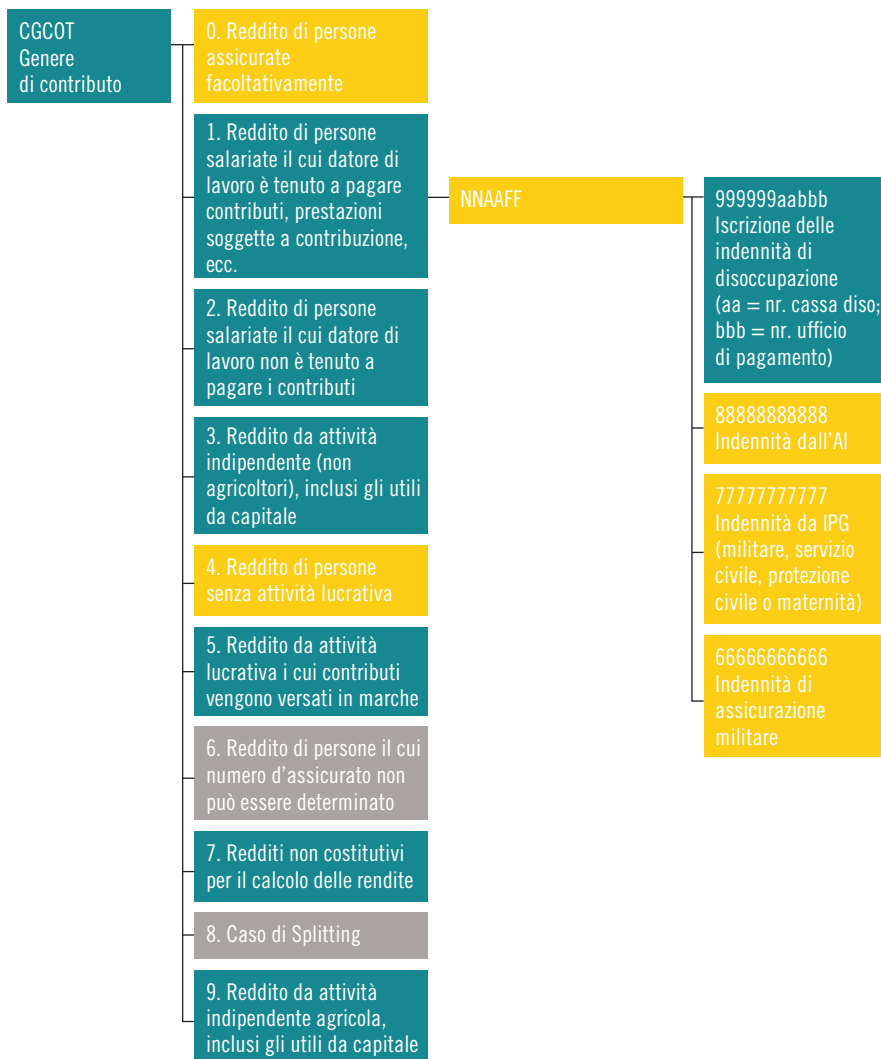 CGCOT
Genere
di contributo
0. Reddito di persone
assicurate
facoltativamente
1. Reddito di persone
salariate il cui datore di
lavoro è tenuto a pagare
contributi, prestazioni
soggette a contribuzione,
ecc.
2. Reddito di persone
salariate il cui datore di
lavoro non è tenuto a
pagare i contributi
3. Reddito da attività
indipendente (non
agricoltori), inclusi gli utili
da capitale
4. Reddito di persone
senza attività lucrativa
5. Reddito da attività
lucrativa i cui contributi
vengono versati in marche
6. Reddito di persone il cui
numero d’assicurato non
può essere determinato
7. Redditi non costitutivi
per il calcolo delle rendite
8. Caso di Splitting
9. Reddito da attività
indipendente agricola,
inclusi gli utili da capitale
NNAAFF
999999aabbb
Iscrizione delle
indennità di
disoccupazione
(aa = nr. cassa diso;
bbb = nr. ufficio
di pagamento)
88888888888
Indennità dall’AI
77777777777
Indennità da IPG
(militare, servizio
civile, protezione
civile o maternità)
66666666666
Indennità di
assicurazione
militare